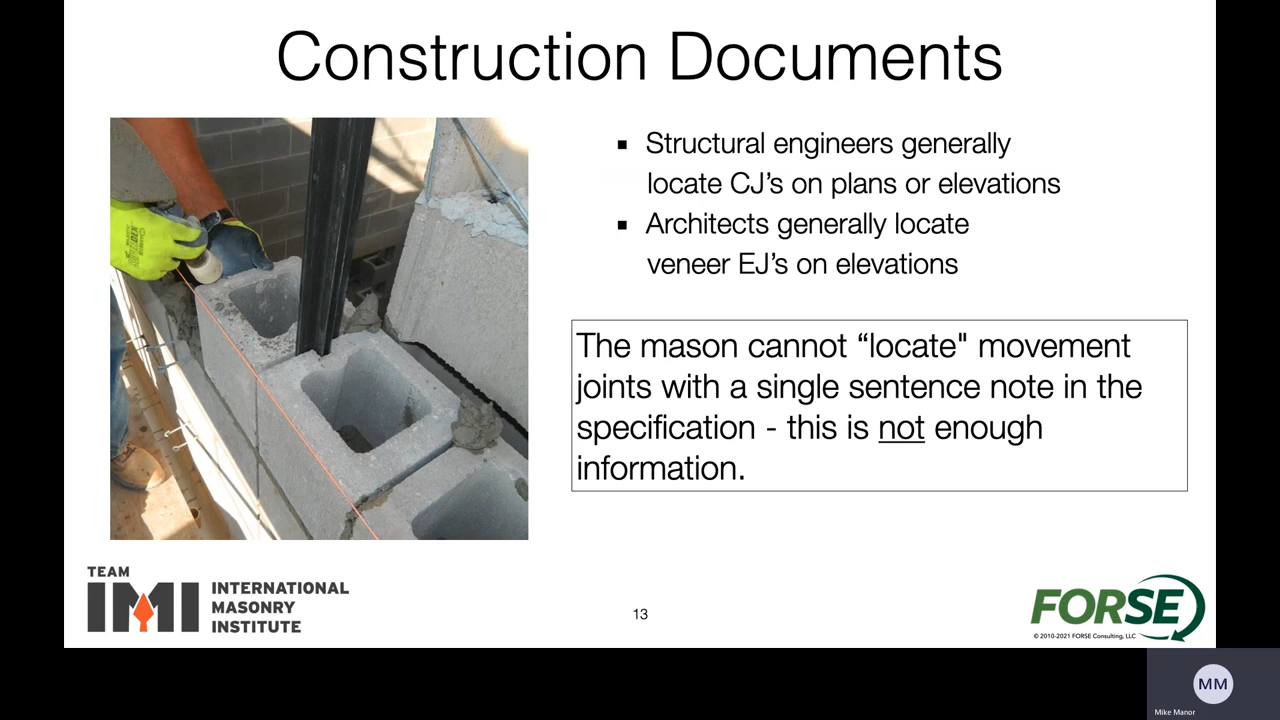 Construction Documents
▪ Structural engineers generally
locate CJ’s on plans or elevations
▪ Architects generally locate
veneer EJ’s on elevations
The mason cannot “locate" movement
joints with a single sentence note in the
specification - this is not enough
information.
TEAM
IMI
INTERNATIONAL
MASONRY
INSTITUTE
13
FORSE
© 2010-2021 FORSE Consulting, LLC
MM
Mike Manor